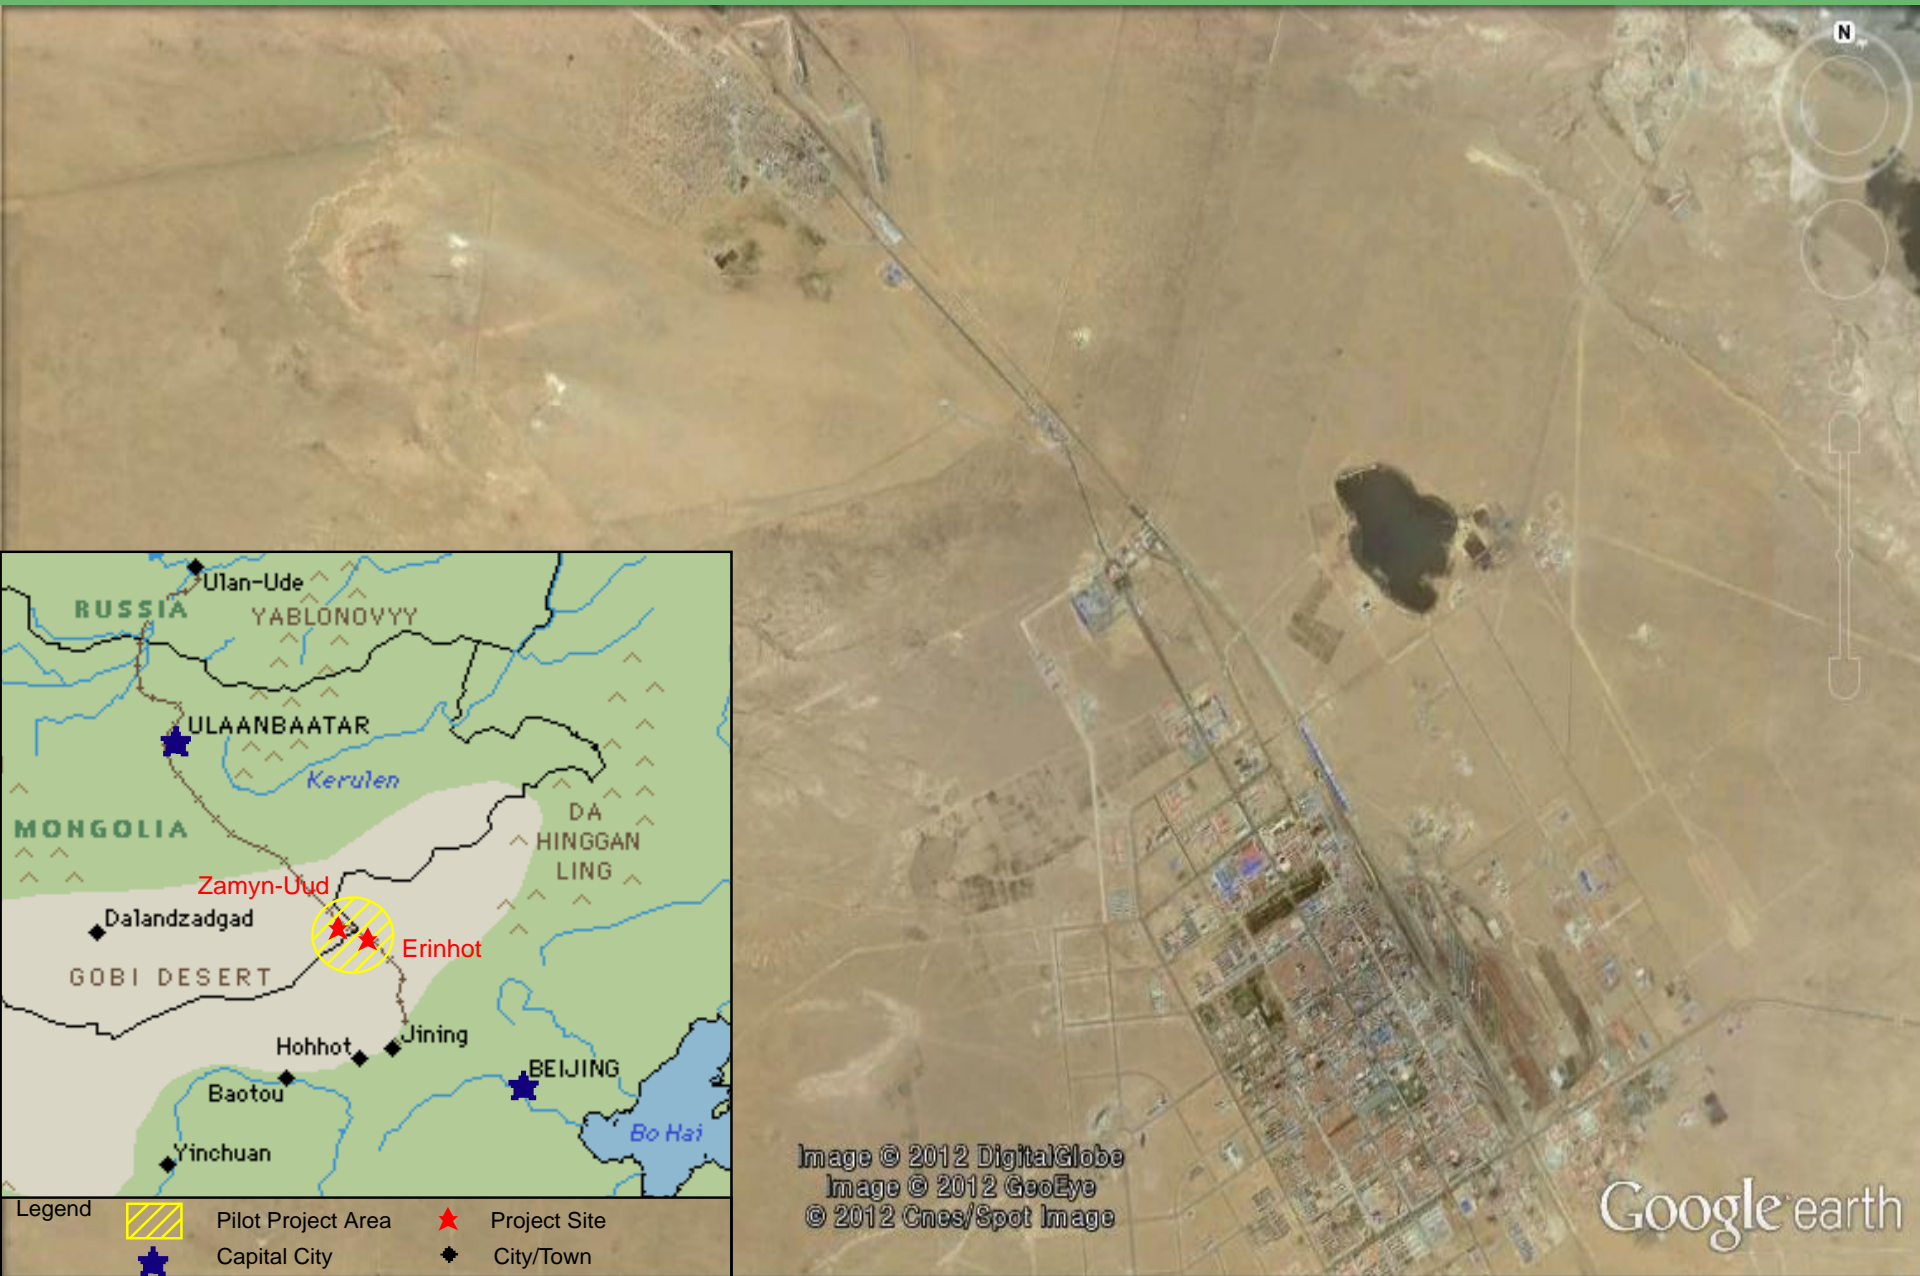 N
Ulan-Ude
RUSSIA
YABLONOVYY
ULAANBAATAR
Kerulen
DA
HINGGAN
LING
MONGOLIA
Zamyn-Uud
Dalandzadgad
Erinhot
GOBI DESERT
Hohhot
Jining
BEIJING
Baotou
Bo Hai
Yinchuan
Legend
Pilot Project Area
Project Site
Capital City
City/Town
Image © 2012 DigitalGlobe
Image © 2012 GeoEye
© 2012 Cnes/Spot Image
Google earth